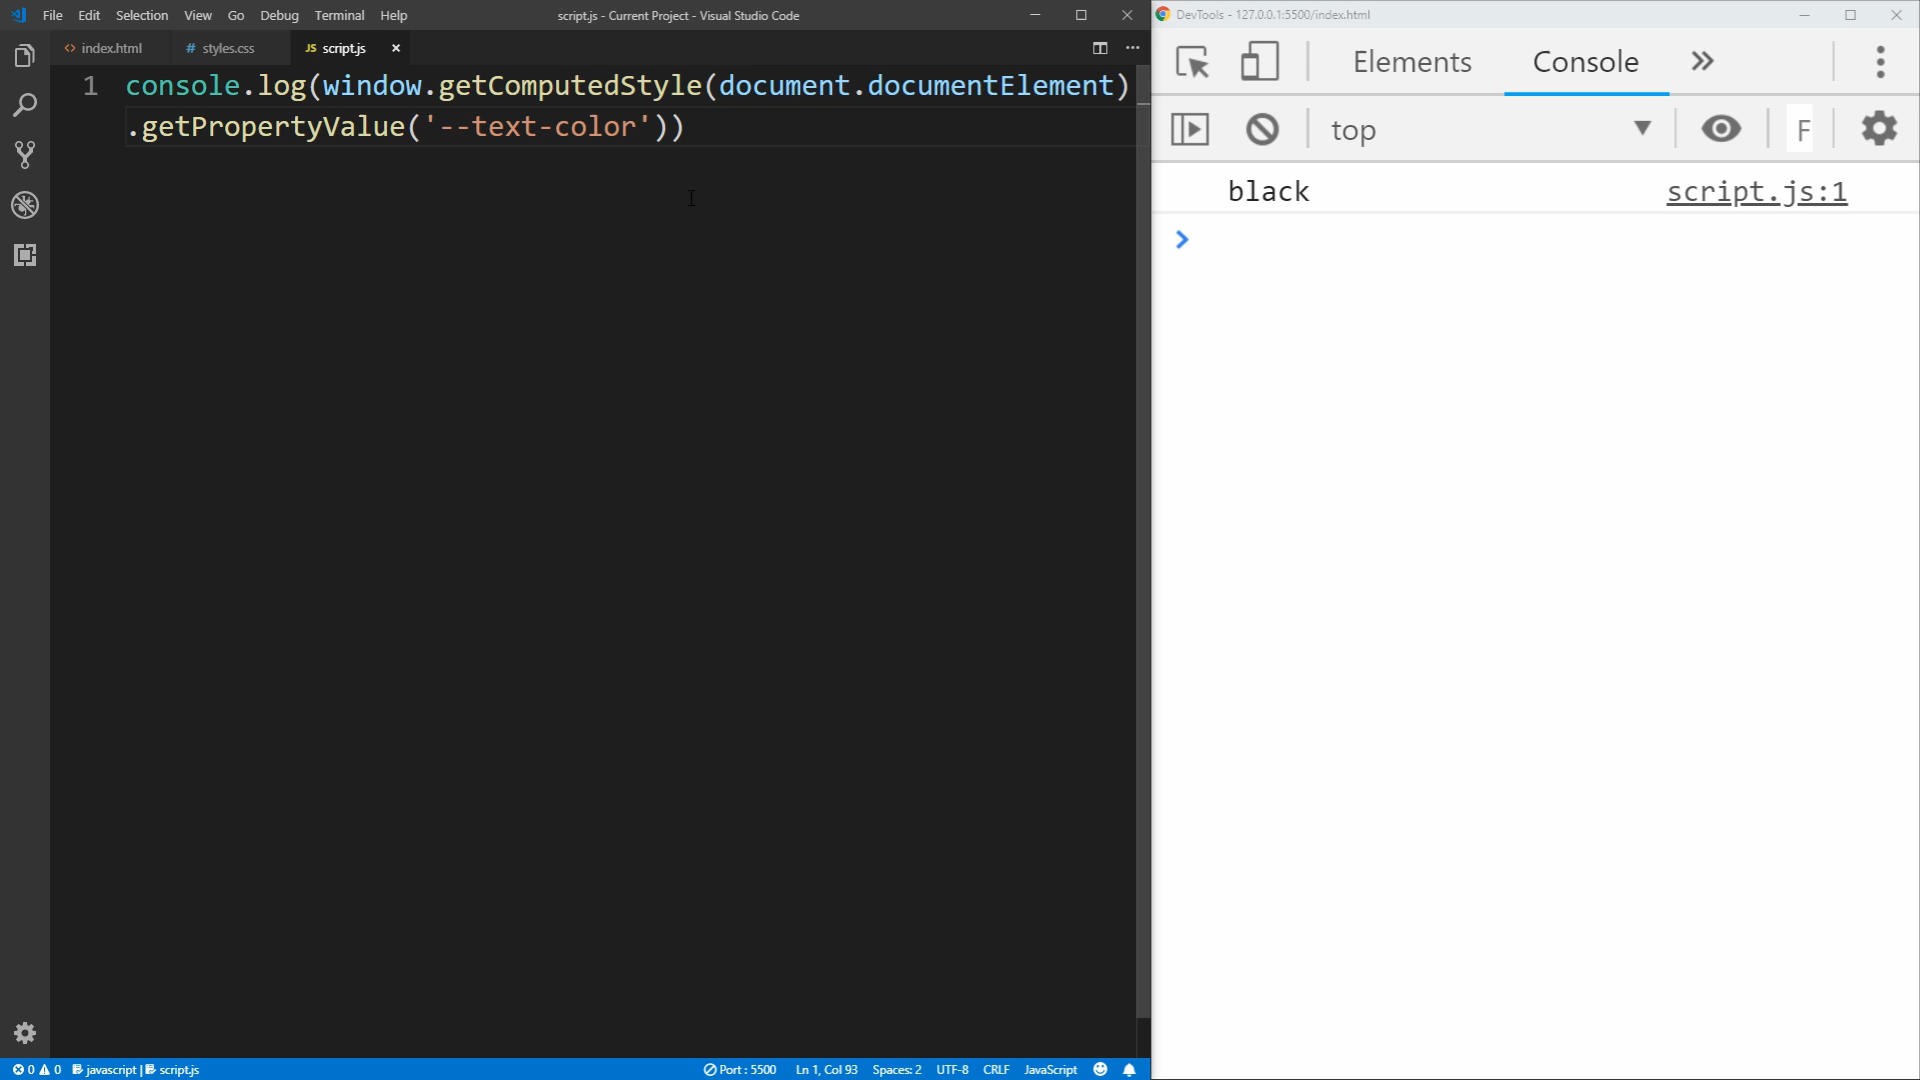 File Edit Selection View Go Debug Terminal Help
script.js - Current Project - Visual Studio Code
<> index.html
# styles.css
JS script.js
1 console.log(window.getComputedStyle(document.documentElement)
.getPropertyValue('--text-color'))
0 0 javascript | script.js
Port : 5500 Ln 1, Col 93 Spaces: 2 UTF-8 CRLF JavaScript
DevTools - 127.0.0.1:5500/index.html
Elements Console
top F
black script.js:1